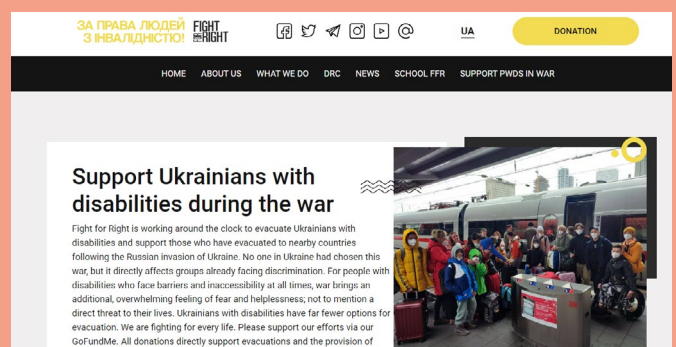 ЗА ПРАВА ЛЮДЕЙ
З ІНВАЛІДНІСТЮ!
FIGHT
FOR RIGHT
UA
DONATION
HOME ABOUT US WHAT WE DO DRC NEWS SCHOOL FFR SUPPORT PWDS IN WAR
Support Ukrainians with
disabilities during the war
Fight for Right is working around the clock to evacuate Ukrainians with
disabilities and support those who have evacuated to nearby countries
following the Russian invasion of Ukraine. No one in Ukraine had chosen this
war, but it directly affects groups already facing discrimination. For people with
disabilities who face barriers and inaccessibility at all times, war brings an
additional, overwhelming feeling of fear and helplessness; not to mention a
direct threat to their lives. Ukrainians with disabilities have far fewer options for
evacuation. We are fighting for every life. Please support our efforts via our
GoFundMe. All donations directly support evacuations and the provision of